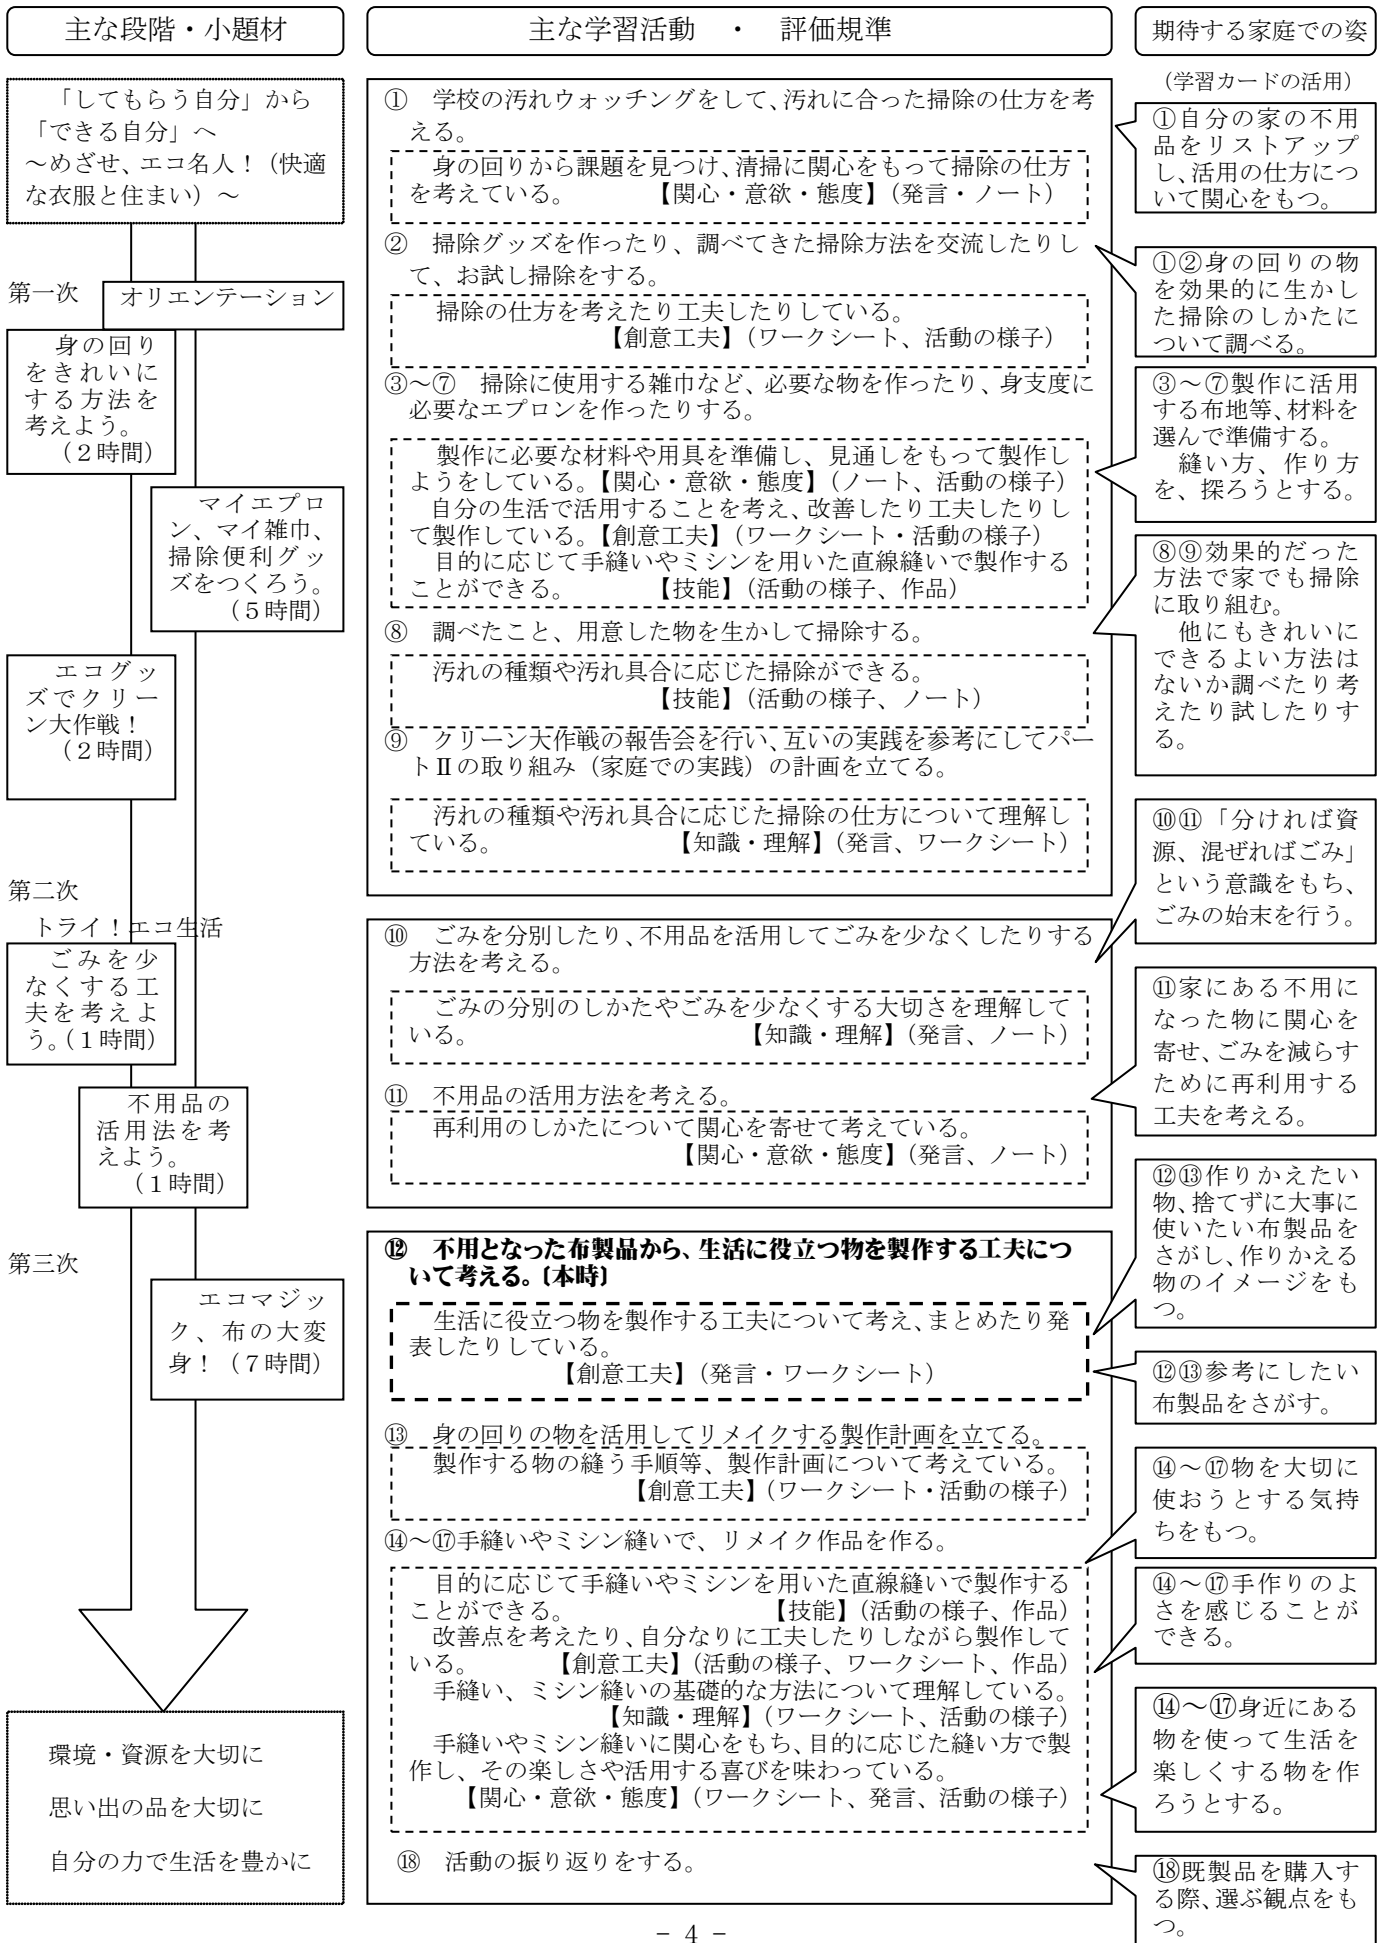 主な段階・小題材
主な学習活動　・　評価規準
期待する家庭での姿
（学習カードの活用）
「してもらう自分」から
「できる自分」へ
～めざせ、エコ名人！（快適
な衣服と住まい）～
第一次
オリエンテーション
身の回り
をきれいに
する方法を
考えよう。
（２時間）
マイエプロ
ン、マイ雑巾、
掃除便利グッ
ズをつくろう。
（５時間）
エコグッ
ズでクリー
ン大作戦！
（２時間）
第二次
トライ！エコ生活
ごみを少
なくする工
夫を考えよ
う。（１時間）
不用品の
活用法を考
えよう。
（１時間）
第三次
エコマジッ
ク、布の大変
身！（７時間）
環境・資源を大切に
思い出の品を大切に
自分の力で生活を豊かに
①　学校の汚れウォッチングをして、汚れに合った掃除の仕方を考
える。
身の回りから課題を見つけ、清掃に関心をもって掃除の仕方
を考えている。　【関心・意欲・態度】（発言・ノート）
②　掃除グッズを作ったり、調べてきた掃除方法を交流したりし
て、お試し掃除をする。
掃除の仕方を考えたり工夫したりしている。
【創意工夫】（ワークシート、活動の様子）
③～⑦　掃除に使用する雑巾など、必要な物を作ったり、身支度に
必要なエプロンを作ったりする。
製作に必要な材料や用具を準備し、見通しをもって製作し
ようをしている。【関心・意欲・態度】（ノート、活動の様子）
自分の生活で活用することを考え、改善したり工夫したりし
て製作している。【創意工夫】（ワークシート・活動の様子）
目的に応じて手縫いやミシンを用いた直線縫いで製作する
ことができる。　【技能】（活動の様子、作品）
⑧　調べたこと、用意した物を生かして掃除する。
汚れの種類や汚れ具合に応じた掃除ができる。
【技能】（活動の様子、ノート）
⑨　クリーン大作戦の報告会を行い、互いの実践を参考にしてパー
トⅡの取り組み（家庭での実践）の計画を立てる。
汚れの種類や汚れ具合に応じた掃除の仕方について理解し
ている。　【知識・理解】（発言、ワークシート）
⑩　ごみを分別したり、不用品を活用してごみを少なくしたりする
方法を考える。
ごみの分別のしかたやごみを少なくする大切さを理解して
いる。　【知識・理解】（発言、ノート）
⑪　不用品の活用方法を考える。
再利用のしかたについて関心を寄せて考えている。
【関心・意欲・態度】（発言、ノート）
⑫　不用となった布製品から、生活に役立つ物を製作する工夫につ
いて考える。〔本時〕
生活に役立つ物を製作する工夫について考え、まとめたり発
表したりしている。
【創意工夫】（発言・ワークシート）
⑬　身の回りの物を活用してリメイクする製作計画を立てる。
製作する物の縫う手順等、製作計画について考えている。
【創意工夫】（ワークシート・活動の様子）
⑭～⑰手縫いやミシン縫いで、リメイク作品を作る。
目的に応じて手縫いやミシンを用いた直線縫いで製作する
ことができる。　【技能】（活動の様子、作品）
改善点を考えたり、自分なりに工夫したりしながら製作して
いる。　【創意工夫】（活動の様子、ワークシート、作品）
手縫い、ミシン縫いの基礎的な方法について理解している。
【知識・理解】（ワークシート、活動の様子）
手縫いやミシン縫いに関心をもち、目的に応じた縫い方で製
作し、その楽しさや活用する喜びを味わっている。
【関心・意欲・態度】（ワークシート、発言、活動の様子）
⑱　活動の振り返りをする。
①自分の家の不用
品をリストアップ
し、活用の仕方につ
いて関心をもつ。
①②身の回りの物
を効果的に生かし
た掃除のしかたに
ついて調べる。
③～⑦製作に活用
する布地等、材料を
選んで準備する。
縫い方、作り方
を、探ろうとする。
⑧⑨効果的だった
方法で家でも掃除
に取り組む。
他にもきれいに
できるよい方法は
ないか調べたり考
えたり試したりす
る。
⑩⑪「分ければ資
源、混ぜればごみ」
という意識をもち、
ごみの始末を行う。
⑪家にある不用に
なった物に関心を
寄せ、ごみを減らす
ために再利用する
工夫を考える。
⑫⑬作りかえたい
物、捨てずに大事に
使いたい布製品を
さがし、作りかえる
物のイメージをも
つ。
⑫⑬参考にしたい
布製品をさがす。
⑭～⑰物を大切に
使おうとする気持
ちをもつ。
⑭～⑰手作りのよ
さを感じることが
できる。
⑭～⑰身近にある
物を使って生活を
楽しくする物を作
ろうとする。
⑱既製品を購入す
る際、選ぶ観点をも
つ。
－ 4 －